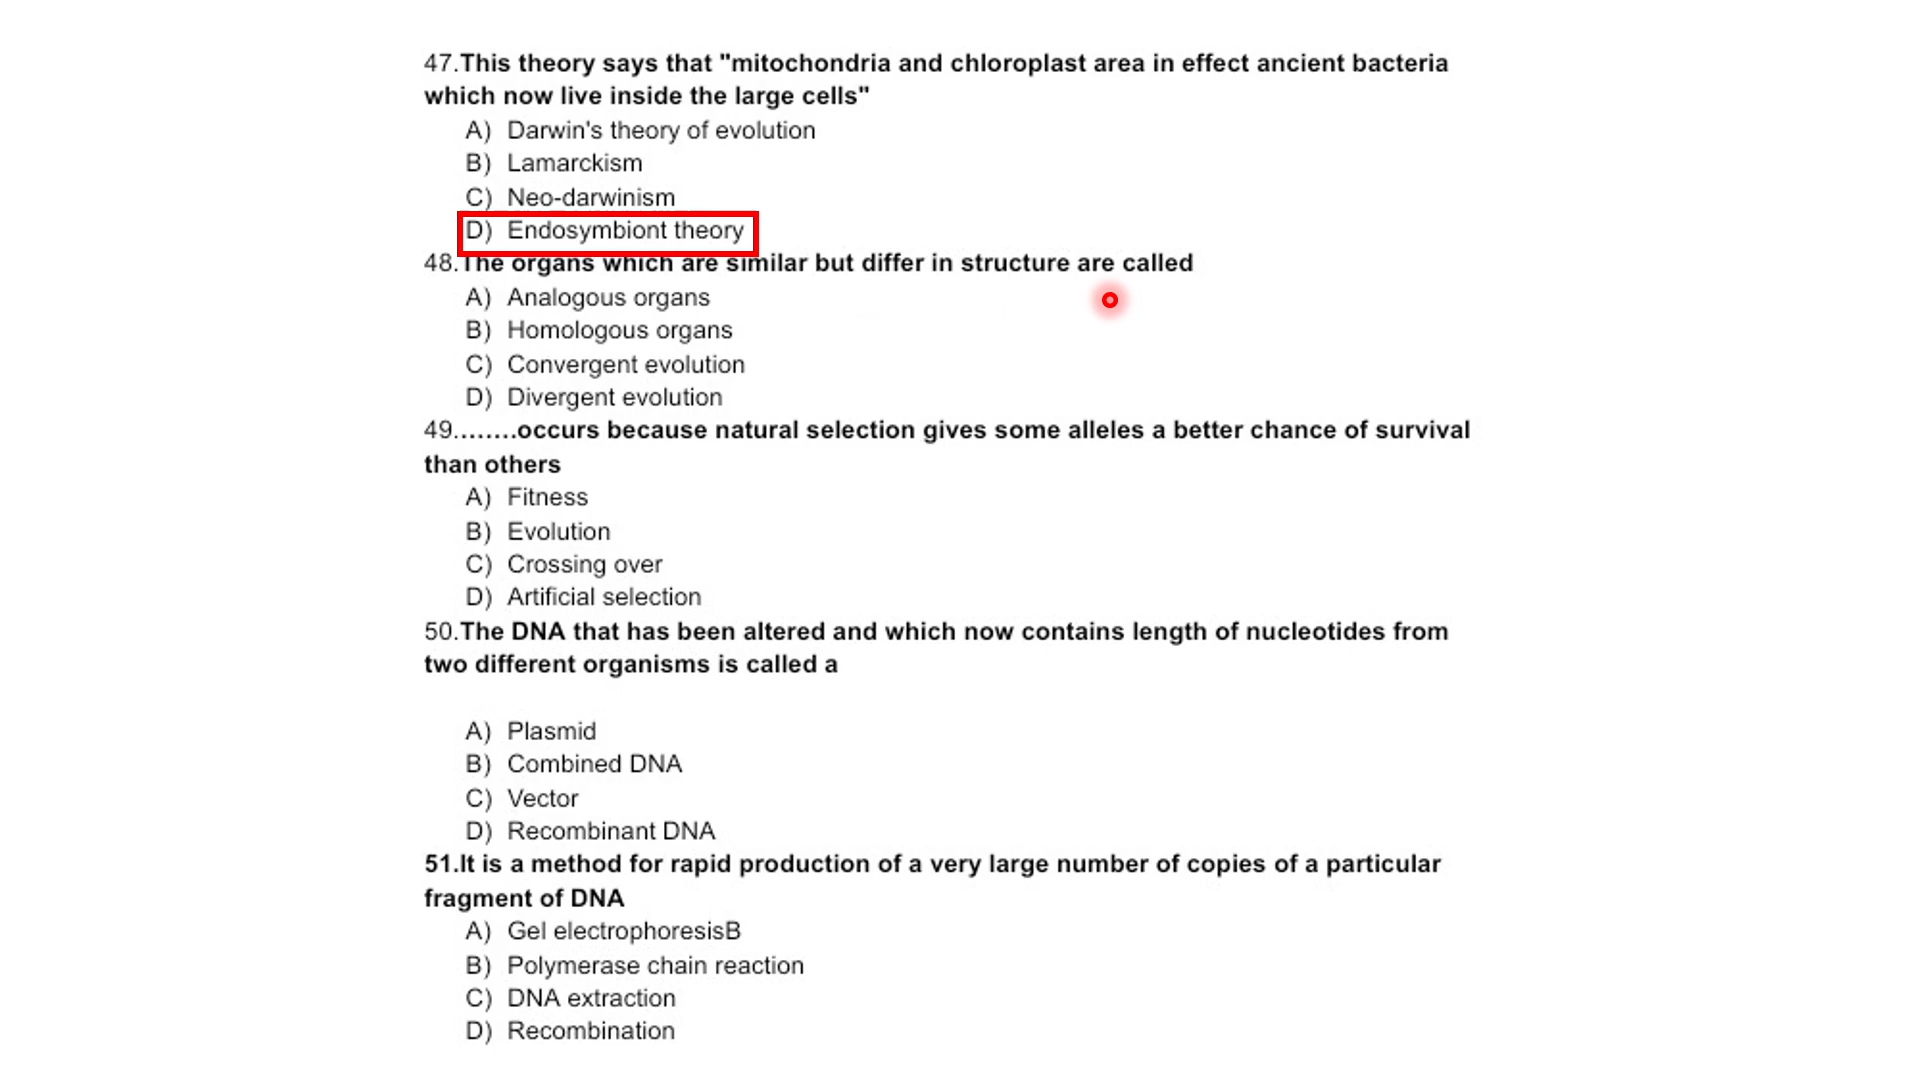 47.This theory says that "mitochondria and chloroplast area in effect ancient bacteria
which now live inside the large cells"
A) Darwin's theory of evolution
B) Lamarckism
C) Neo-darwinism
D) Endosymbiont theory
48.The organs which are similar but differ in structure are called
A) Analogous organs
B) Homologous organs
C) Convergent evolution
D) Divergent evolution
49........occurs because natural selection gives some alleles a better chance of survival
than others
A) Fitness
B) Evolution
C) Crossing over
D) Artificial selection
50.The DNA that has been altered and which now contains length of nucleotides from
two different organisms is called a
A) Plasmid
B) Combined DNA
C) Vector
D) Recombinant DNA
51.It is a method for rapid production of a very large number of copies of a particular
fragment of DNA
A) Gel electrophoresisB
B) Polymerase chain reaction
C) DNA extraction
D) Recombination